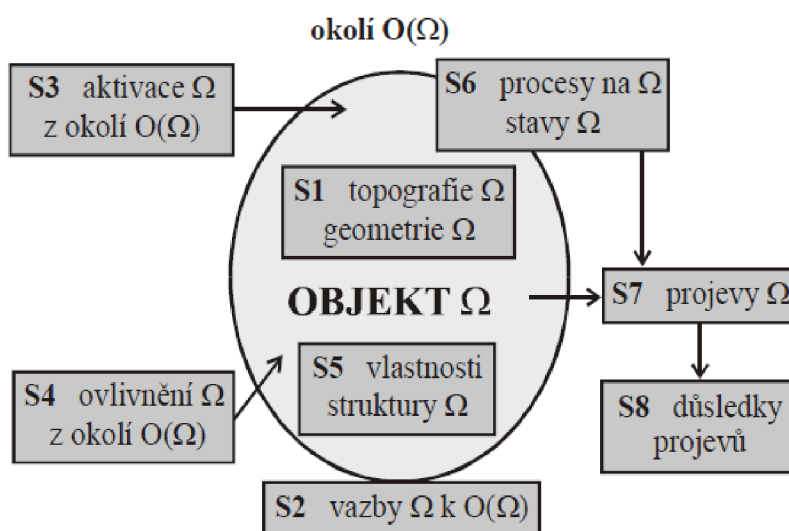 okolí O(Ω)
S3 aktivace Ω
z okolí O(Ω)
S6 procesy na Ω
stavy Ω
S1 topografie Ω
geometrie Ω
OBJEKT Ω
S7 projevy Ω
S4 ovlivnění Ω
z okolí O(Ω)
S5 vlastnosti
struktury Ω
S8 důsledky
projevů
S2 vazby Ω k O(Ω)